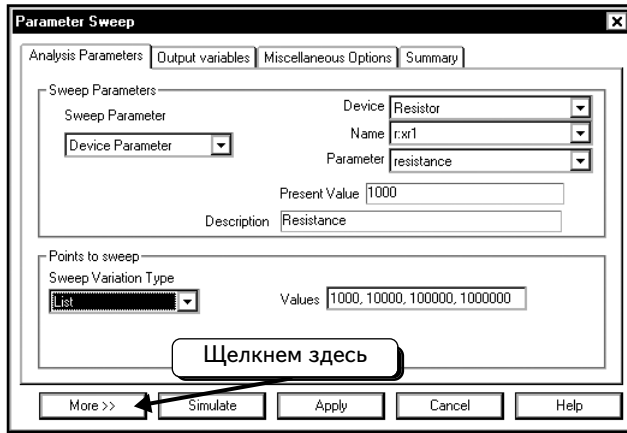 Parameter Sweep
Analysis Parameters Output variables Miscellaneous Options Summary
Sweep Parameters
Sweep Parameter
Device Parameter
Device Resistor
Name r:xr1
Parameter resistance
Present Value 1000
Description Resistance
Points to sweep
Sweep Variation Type
List
Values 1000, 10000, 100000, 1000000
Щелкнем здесь
More >> Simulate Apply Cancel Help